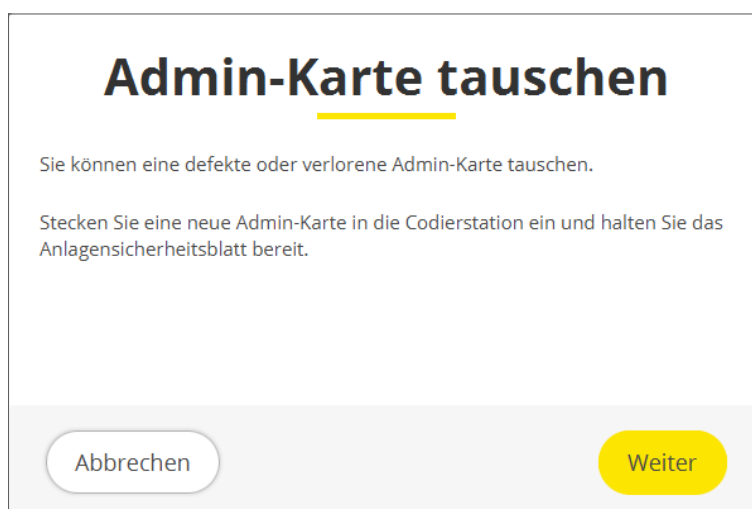 Admin-Karte tauschen
Sie können eine defekte oder verlorene Admin-Karte tauschen.
Stecken Sie eine neue Admin-Karte in die Codierstation ein und halten Sie das
Anlagensicherheitsblatt bereit.
Abbrechen
Weiter